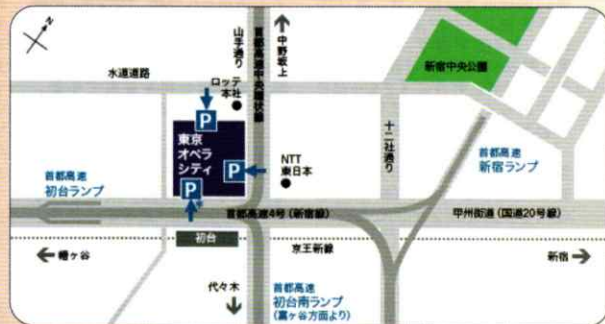 N
山手通り
首都高速中央環状線
中野坂上
新宿中央公園
水道道路
ロッテ
本社
P
東京
オペラ
シティ
P
P
NTT
東日本
十二社通り
首都高速
新宿ランプ
首都高速
初台ランプ
首都高速4号(新宿線)
甲州街道(国道20号線)
初台
京王新線
幡ヶ谷
新宿
代々木
首都高速
初台南ランプ
(富ヶ谷方面より)